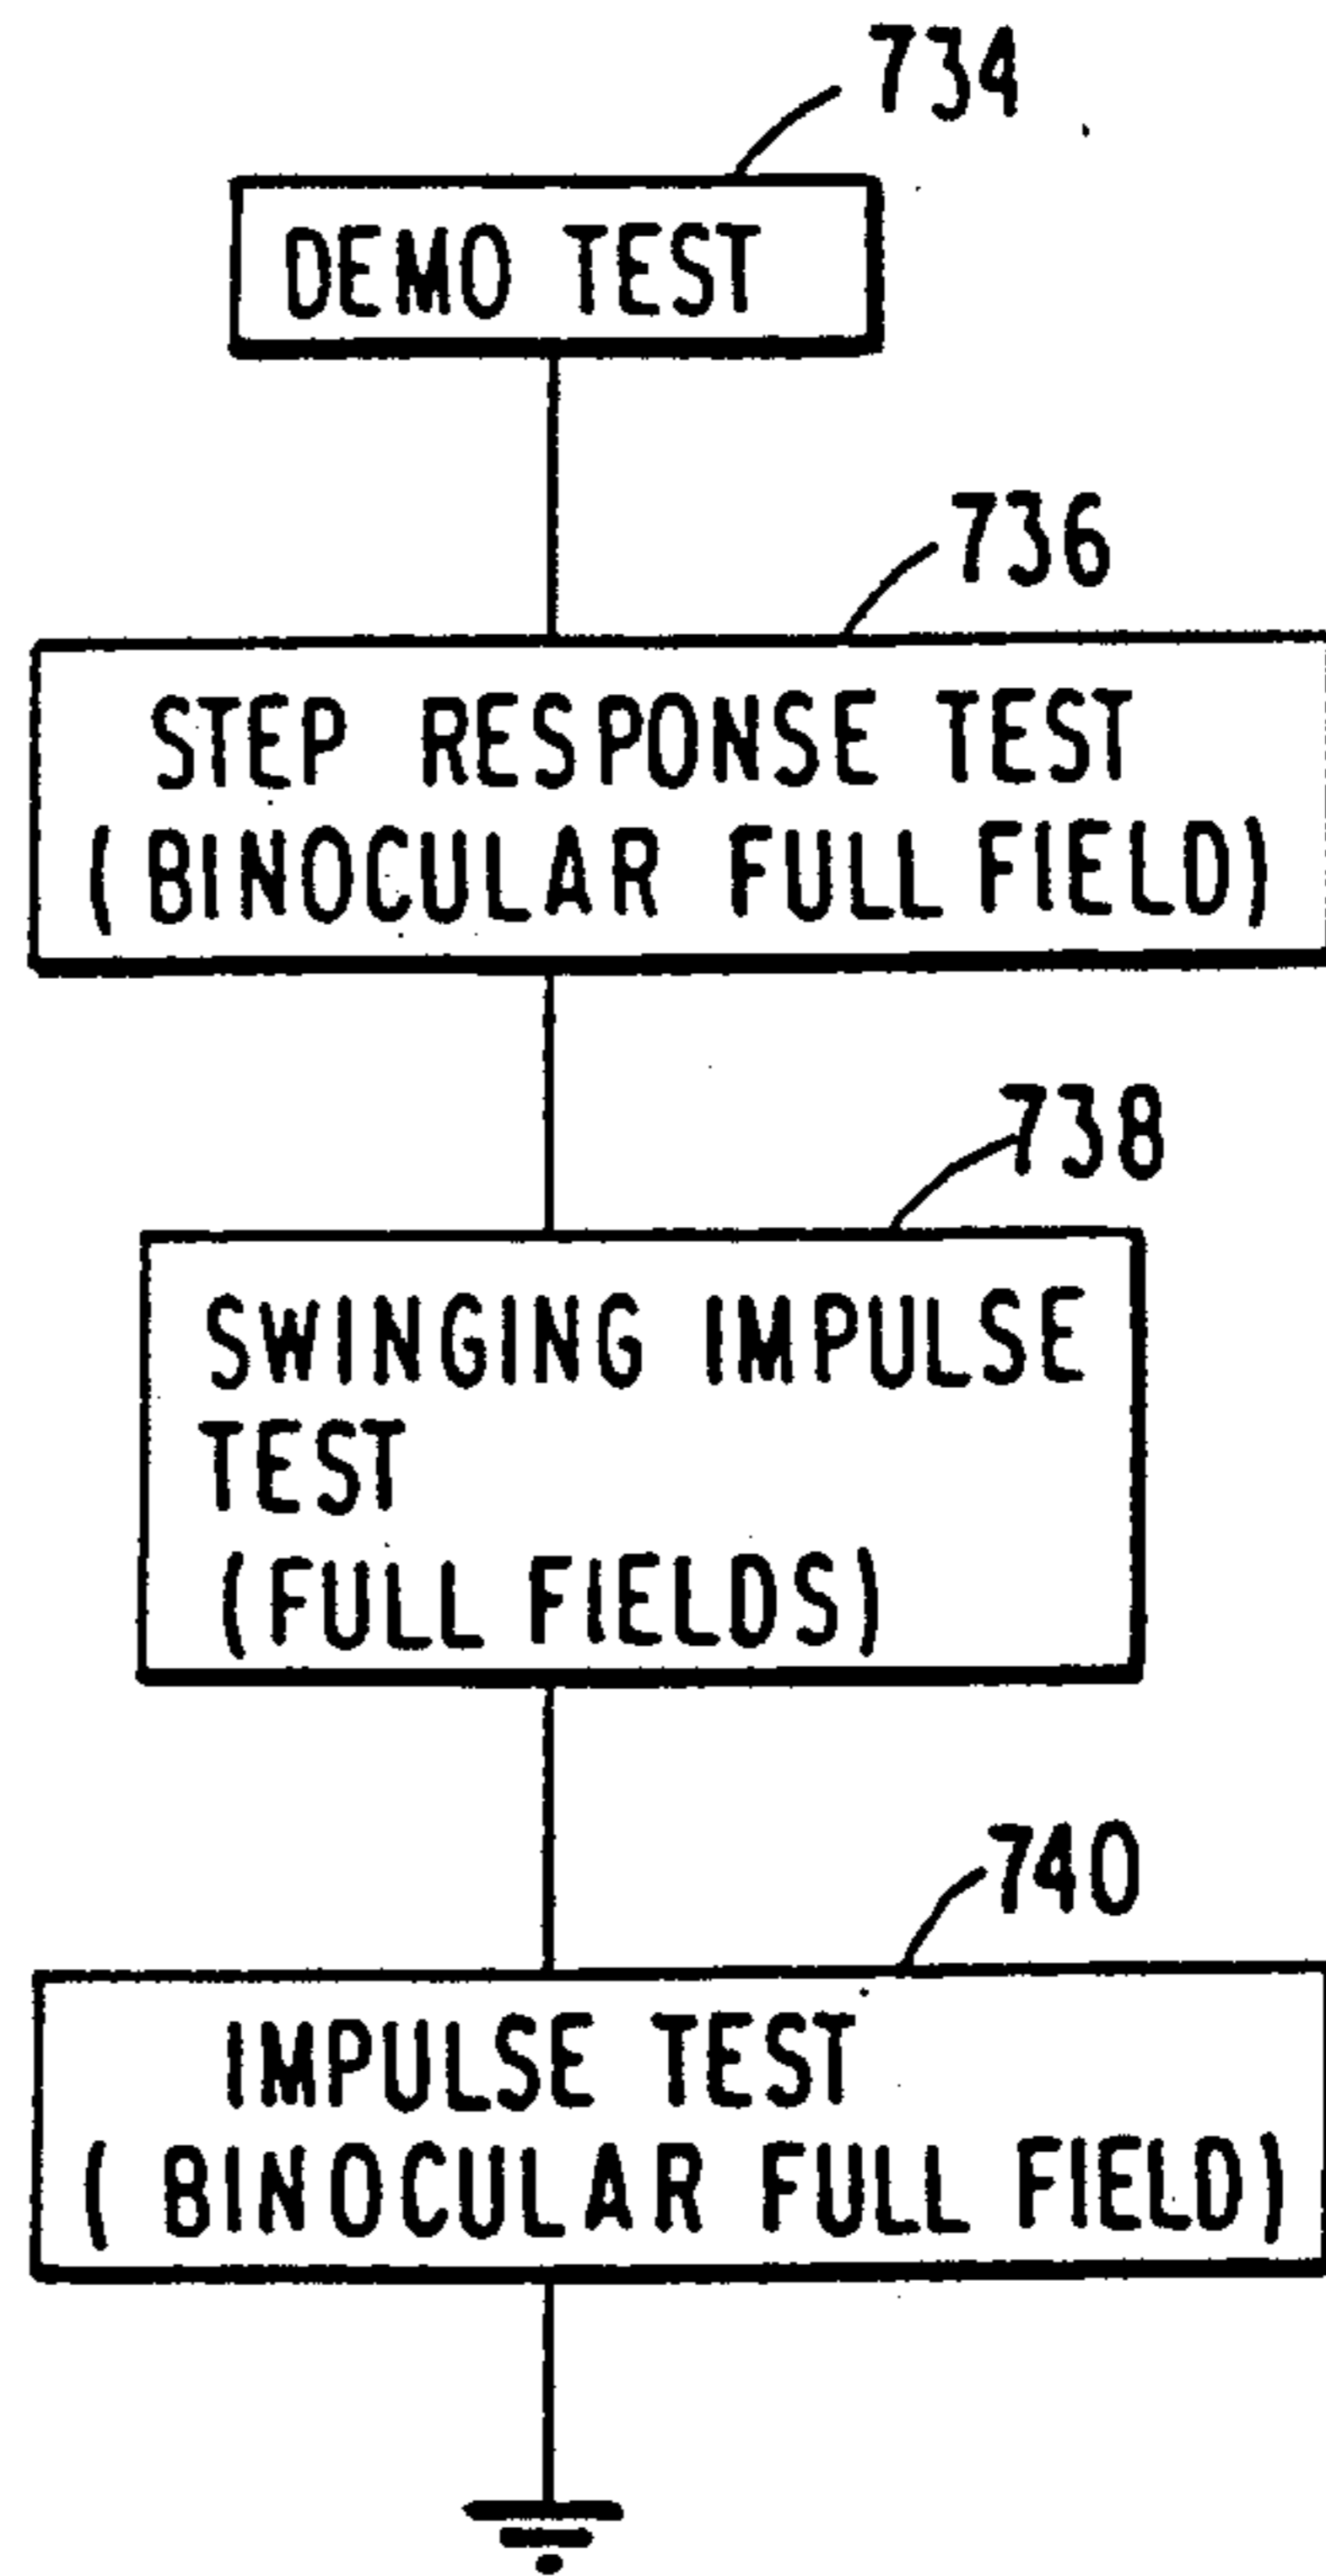 734
DEMO TEST
736
STEP RESPONSE TEST
(BINOCULAR FULL FIELD)
738
SWINGING IMPULSE
TEST
(FULL FIELDS)
740
IMPULSE TEST
(BINOCULAR FULL FIELD)